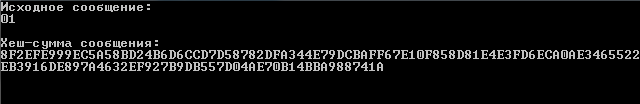 Исходное сообщение:
01
Хеш-сумма сообщения:
8F2EFE999EC5A58BD24B6D6CCD7D58782DFA344E79DCBAFF67E10F858D81E4E3FD6ECA0AE3465522
EB3916DE897A4632EF927B9DB557D04AE70B14BBA988741A